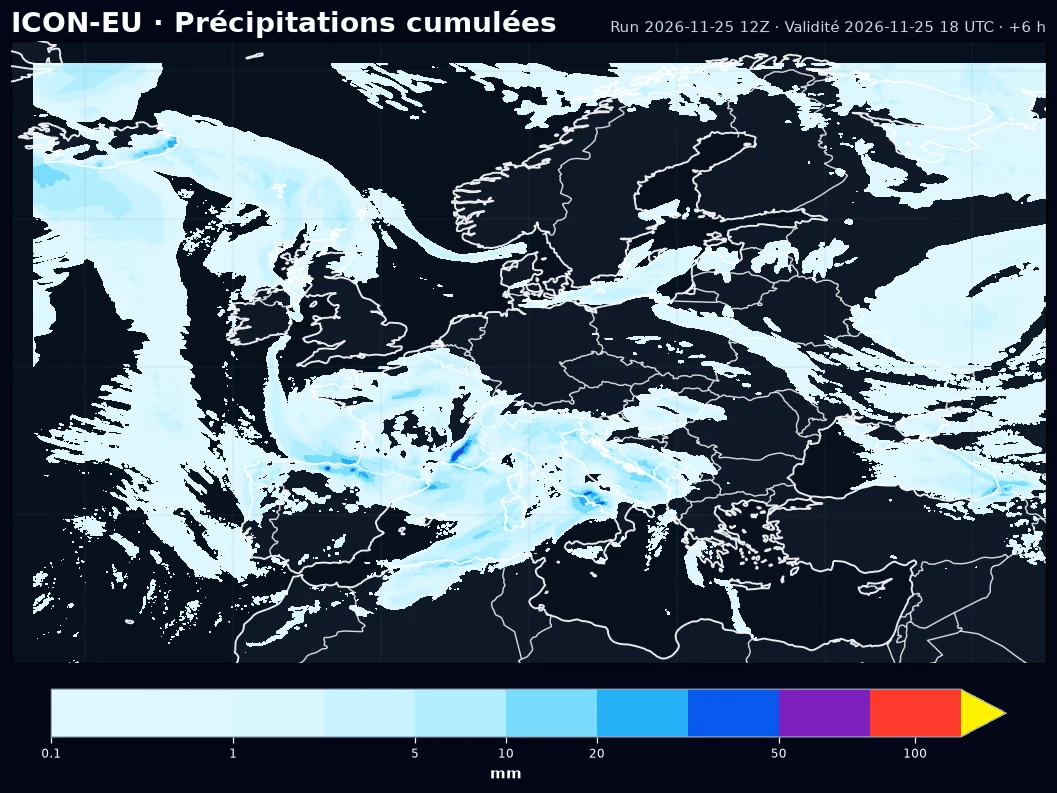 ICON-EU · Précipitations cumulées
Run 2026-11-25 12Z · Validité 2026-11-25 18 UTC · +6 h
0.1 1 5 10 20 50 100
mm